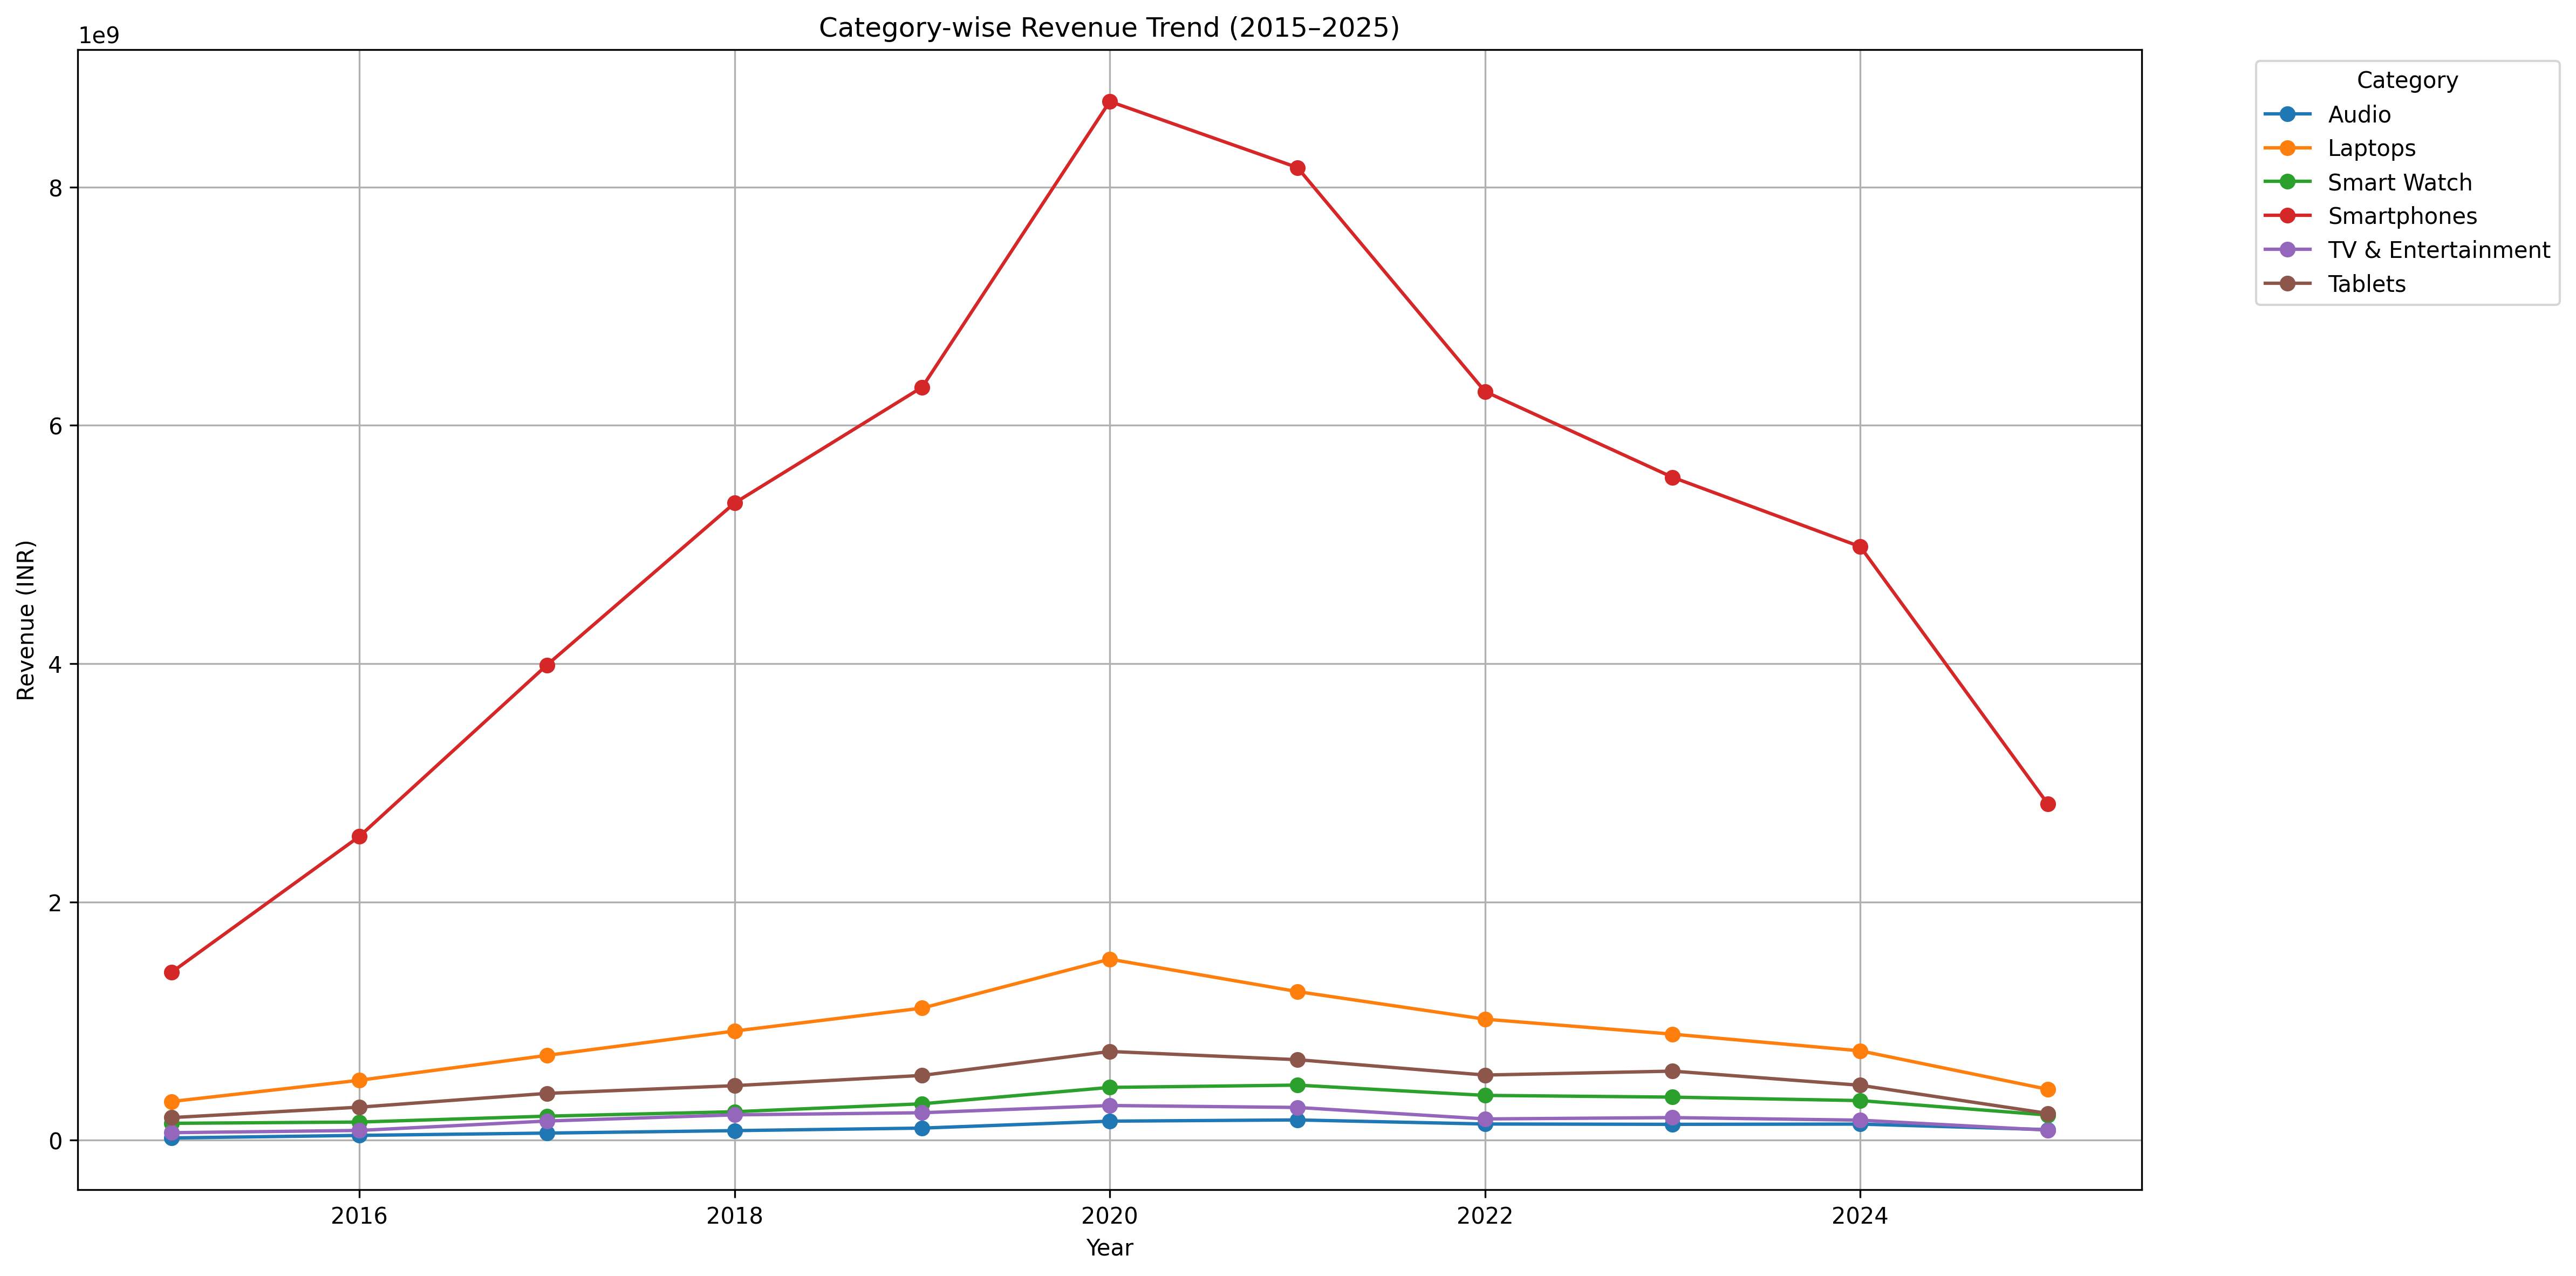 Category-wise Revenue Trend (2015–2025)
1e9
8
6
4
2
0
Revenue (INR)
2016 2018 2020 2022 2024
Year
Category
Audio
Laptops
Smart Watch
Smartphones
TV & Entertainment
Tablets